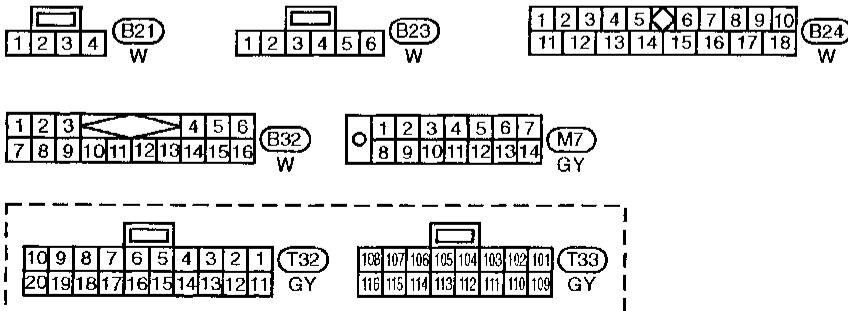 1 2 3 4 B21
W
1 2 3 4 5 6 B23
W
1 2 3 4 5 6 7 8 9 10
11 12 13 14 15 16 17 18 B24
W
1 2 3 4 5 6
7 8 9 10 11 12 13 14 15 16 B32
W
1 2 3 4 5 6 7
8 9 10 11 12 13 14 M7
GY
10 9 8 7 6 5 4 3 2 1 T32
20 19 18 17 16 15 14 13 12 11 GY
108 107 106 105 104 103 102 101 T33
116 115 114 113 112 111 110 109 GY